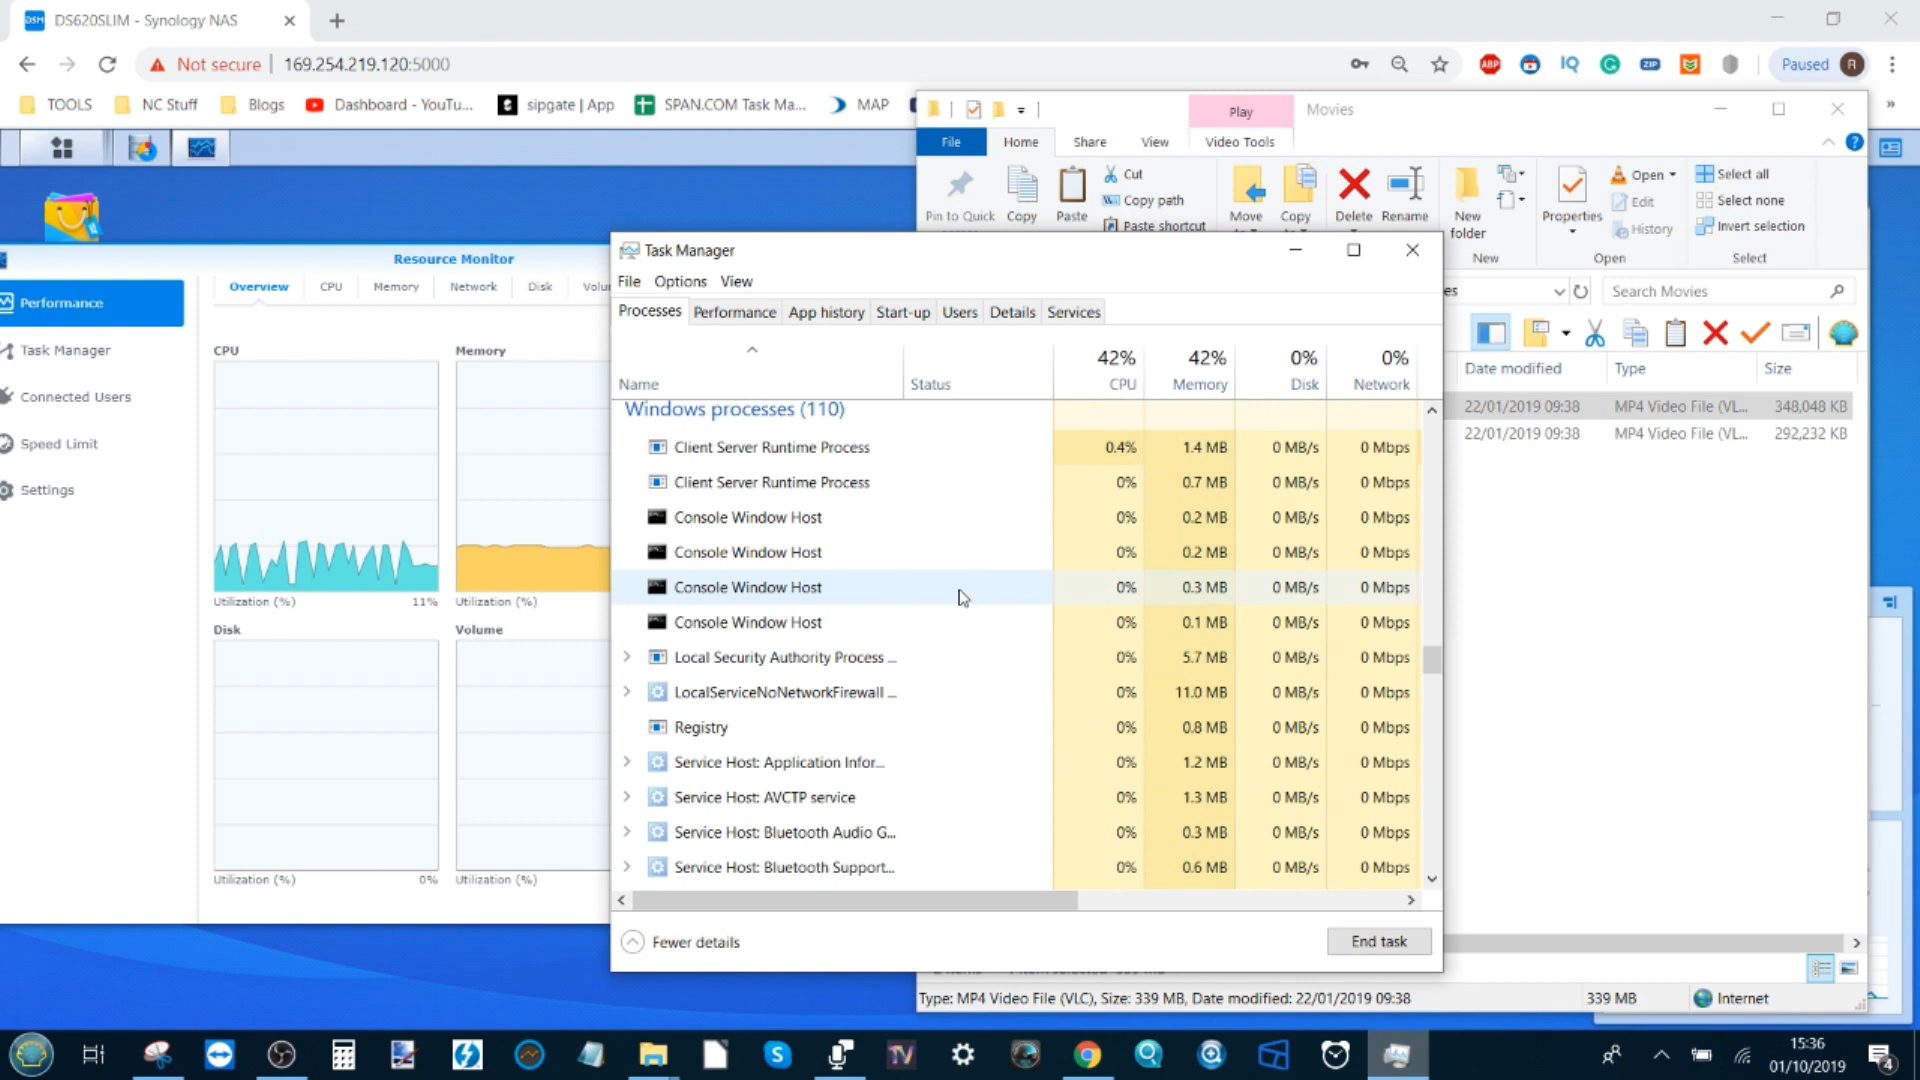 DSM DS620SLIM - Synology NAS
Not secure 169.254.219.120:5000
ABP IQ ZIP Paused R
TOOLS NC Stuff Blogs Dashboard - YouTu... sipgate | App SPAN.COM Task Ma... MAP
Play Movies
File Home Share View Video Tools
Pin to Quick Copy Paste
Cut
Copy path
Paste shortcut
Move Copy Delete Rename
New
folder
Properties
Open
Edit
History
Select all
Select none
Invert selection
New Open Select
Search Movies
Date modified Type Size
22/01/2019 09:38 MP4 Video File (VL... 348,048 KB
22/01/2019 09:38 MP4 Video File (VL... 292,232 KB
Type: MP4 Video File (VLC), Size: 339 MB, Date modified: 22/01/2019 09:38 339 MB Internet
Resource Monitor
Performance
Task Manager
Connected Users
Speed Limit
Settings
Overview CPU Memory Network Disk
CPU Memory
Utilization (%) 11% Utilization (%)
Disk Volume
Utilization (%) 0% Utilization (%)
Task Manager
File Options View
Processes Performance App history Start-up Users Details Services
42% 42% 0% 0%
Name Status CPU Memory Disk Network
Windows processes (110)
Client Server Runtime Process 0.4% 1.4 MB 0 MB/s 0 Mbps
Client Server Runtime Process 0% 0.7 MB 0 MB/s 0 Mbps
Console Window Host 0% 0.2 MB 0 MB/s 0 Mbps
Console Window Host 0% 0.2 MB 0 MB/s 0 Mbps
Console Window Host 0% 0.3 MB 0 MB/s 0 Mbps
Console Window Host 0% 0.1 MB 0 MB/s 0 Mbps
Local Security Authority Process ... 0% 5.7 MB 0 MB/s 0 Mbps
LocalServiceNoNetworkFirewall ... 0% 11.0 MB 0 MB/s 0 Mbps
Registry 0% 0.8 MB 0 MB/s 0 Mbps
Service Host: Application Infor... 0% 1.2 MB 0 MB/s 0 Mbps
Service Host: AVCTP service 0% 1.3 MB 0 MB/s 0 Mbps
Service Host: Bluetooth Audio G... 0% 0.3 MB 0 MB/s 0 Mbps
Service Host: Bluetooth Support... 0% 0.6 MB 0 MB/s 0 Mbps
Fewer details End task
TV
15:36
01/10/2019
4